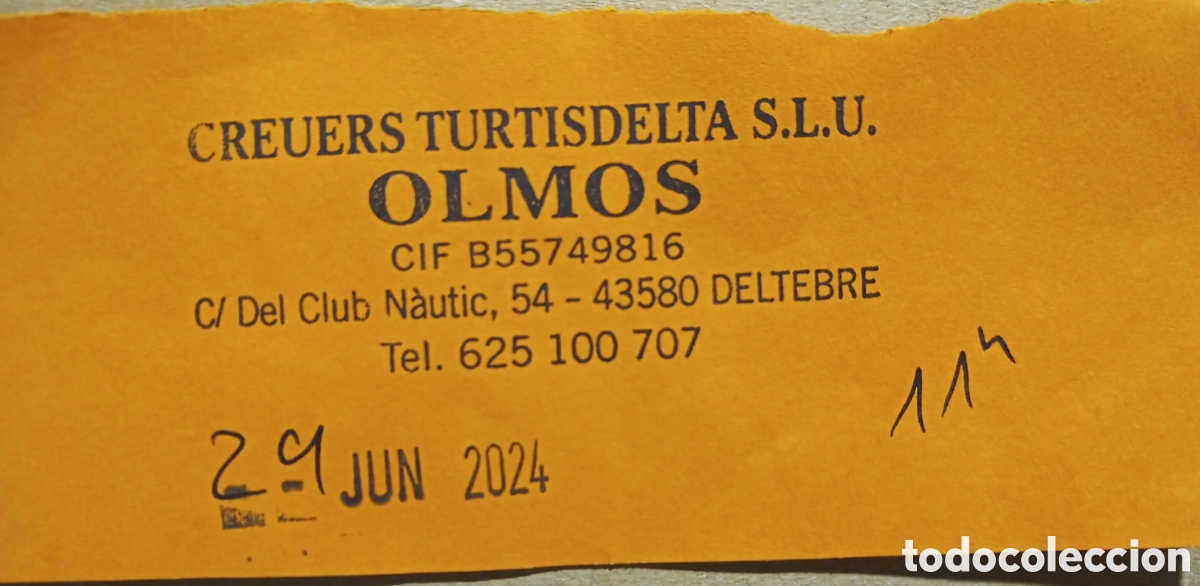 CREUERS TURTISDELTA S.L.U.
OLMOS
CIF B55749816
C/ Del Club Nàutic, 54 - 43580 DELTEBRE
Tel. 625 100 707
11h
29 JUN 2024
todocoleccion